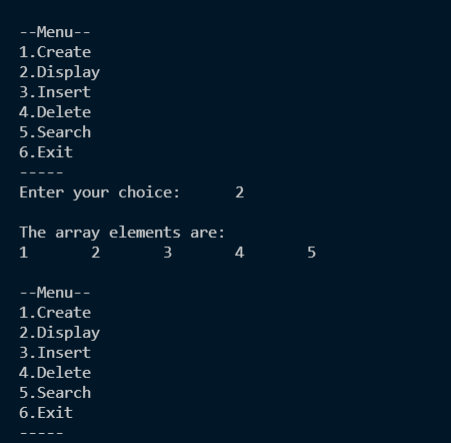 --Menu--
1.Create
2.Display
3.Insert
4.Delete
5.Search
6.Exit
-----
Enter your choice:      2
The array elements are:
1       2       3       4       5
--Menu--
1.Create
2.Display
3.Insert
4.Delete
5.Search
6.Exit
-----